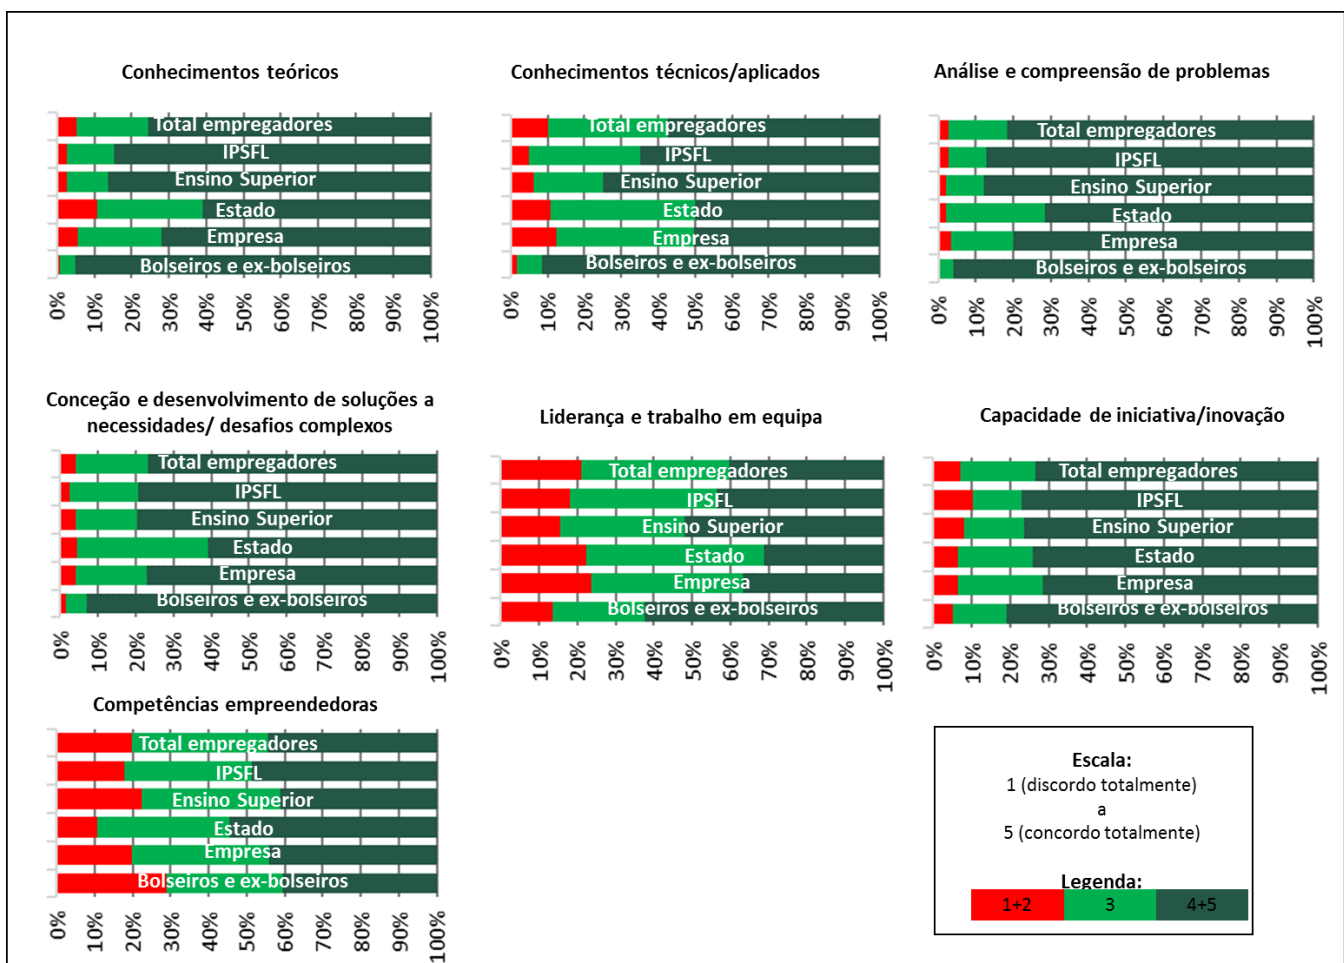 Conhecimentos teóricos
Total empregadores
IPSFL
Ensino Superior
Estado
Empresa
Bolseiros e ex-bolseiros
0% 10% 20% 30% 40% 50% 60% 70% 80% 90% 100%
Conhecimentos técnicos/aplicados
Total empregadores
IPSFL
Ensino Superior
Estado
Empresa
Bolseiros e ex-bolseiros
0% 10% 20% 30% 40% 50% 60% 70% 80% 90% 100%
Análise e compreensão de problemas
Total empregadores
IPSFL
Ensino Superior
Estado
Empresa
Bolseiros e ex-bolseiros
0% 10% 20% 30% 40% 50% 60% 70% 80% 90% 100%
Conceção e desenvolvimento de soluções a
necessidades/ desafios complexos
Total empregadores
IPSFL
Ensino Superior
Estado
Empresa
Bolseiros e ex-bolseiros
0% 10% 20% 30% 40% 50% 60% 70% 80% 90% 100%
Liderança e trabalho em equipa
Total empregadores
IPSFL
Ensino Superior
Estado
Empresa
Bolseiros e ex-bolseiros
0% 10% 20% 30% 40% 50% 60% 70% 80% 90% 100%
Capacidade de iniciativa/inovação
Total empregadores
IPSFL
Ensino Superior
Estado
Empresa
Bolseiros e ex-bolseiros
0% 10% 20% 30% 40% 50% 60% 70% 80% 90% 100%
Competências empreendedoras
Total empregadores
IPSFL
Ensino Superior
Estado
Empresa
Bolseiros e ex-bolseiros
0% 10% 20% 30% 40% 50% 60% 70% 80% 90% 100%
Escala:
1 (discordo totalmente)
a
5 (concordo totalmente)
Legenda:
1+2 3 4+5